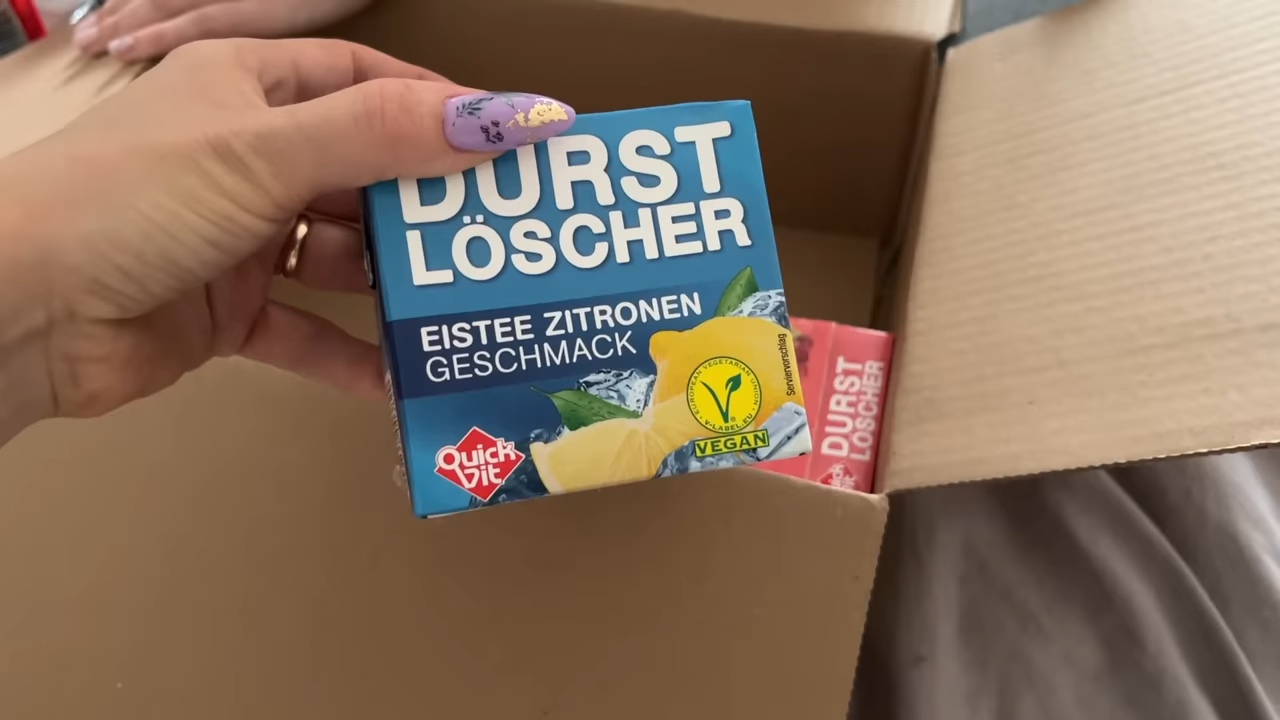 DURST
LÖSCHER
EISTEE ZITRONEN
GESCHMACK
Serviervorschlag
EUROPEAN VEGETARIAN UNION
V-LABEL.EU
VEGAN
Quick
Vit
DURST
LÖSCHER